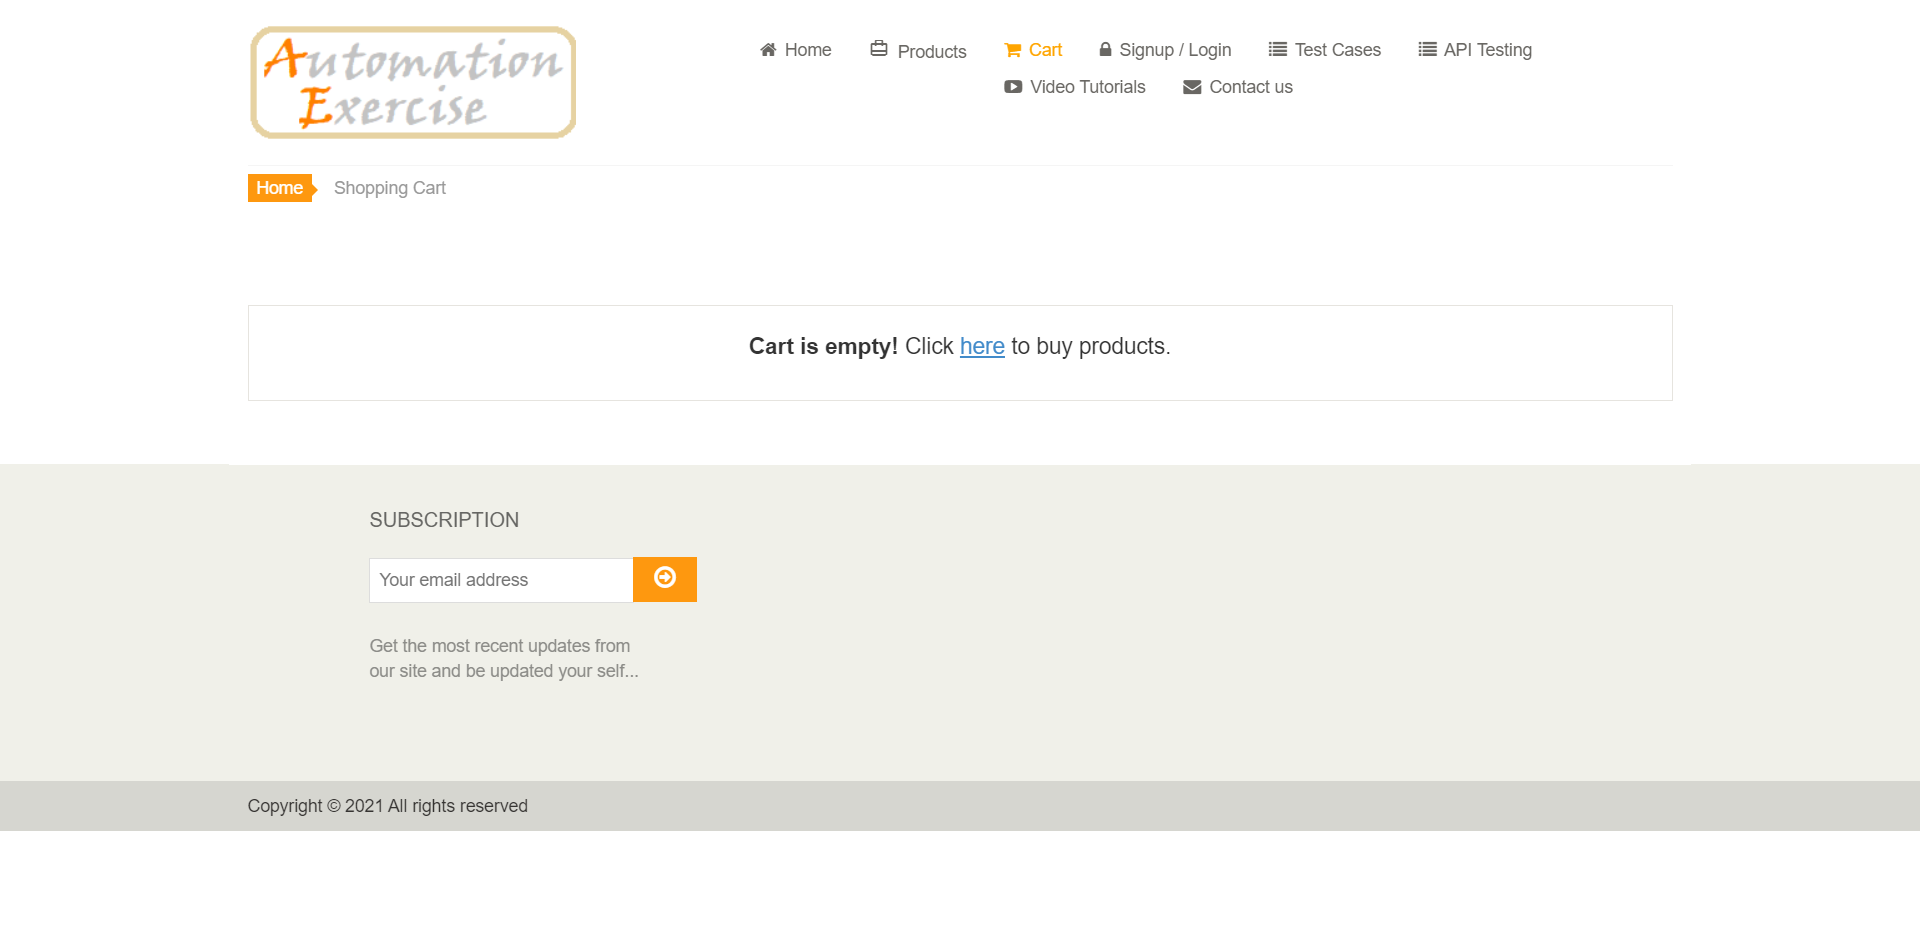 Automation
Exercise
Home Products Cart Signup / Login Test Cases API Testing
Video Tutorials Contact us
Home Shopping Cart
Cart is empty! Click here to buy products.
SUBSCRIPTION
Your email address
Get the most recent updates from
our site and be updated your self...
Copyright © 2021 All rights reserved